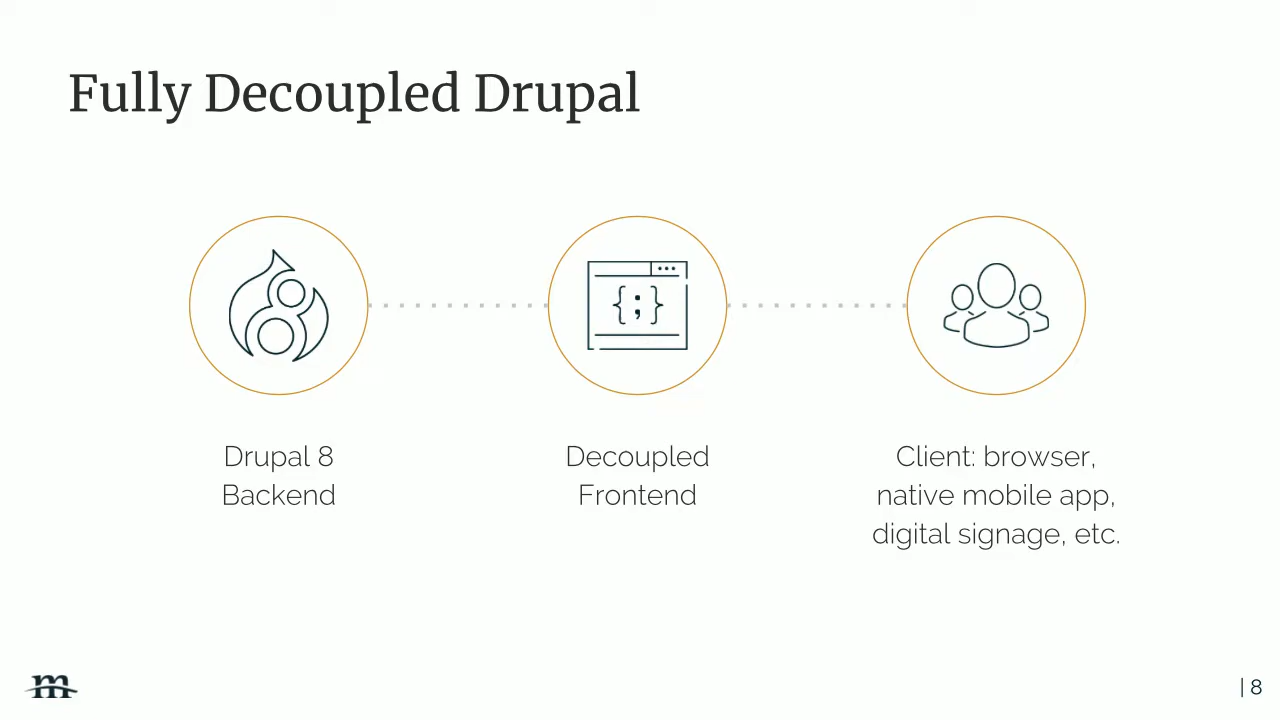 Fully Decoupled Drupal
{;}
Drupal 8
Backend
Decoupled
Frontend
Client: browser,
native mobile app,
digital signage, etc.
m
| 8